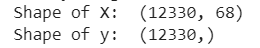 Shape of X:  (12330, 68)
Shape of y:  (12330,)